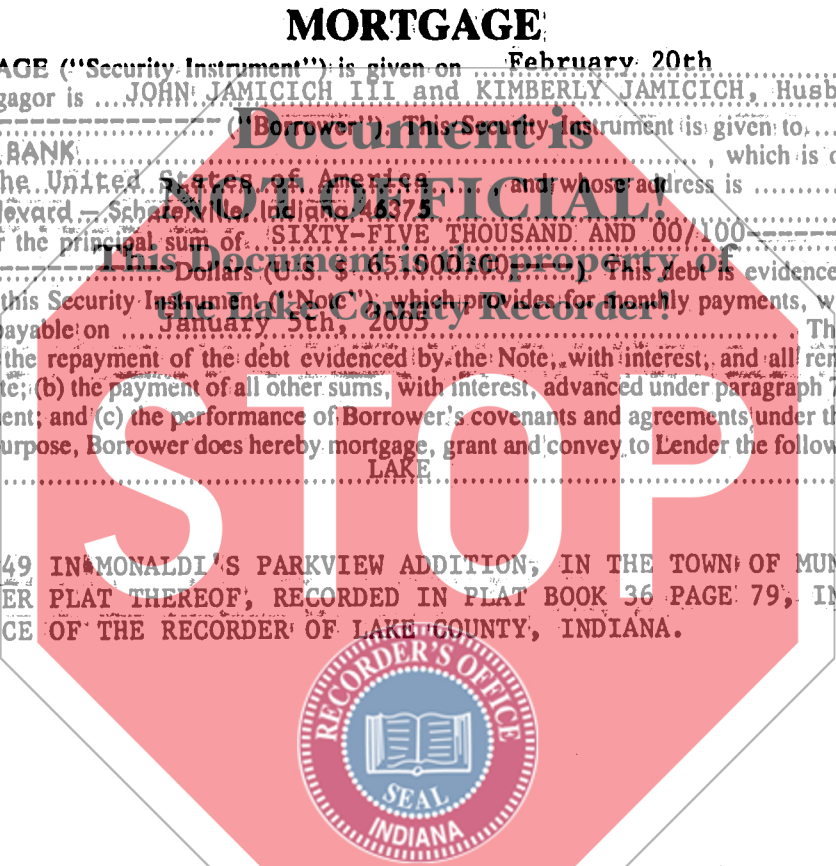 MORTGAGE
AGE ("Security Instrument") is given on February 20th
gagor is JOHN JAMICICH III and KIMBERLY JAMICICH, Husb
("Borrower"). This Security Instrument is given to
Document is
BANK , which is o
he United States of America , and whose address is
NOT OFFICIAL!
levard - Indiana 46375
r the principal sum of SIXTY-FIVE THOUSAND AND 00/100
This Document is the property of
Dollars (U.S. $ ). This debt is evidence
this Security Instrument ("Note"), which provides for monthly payments, w
the Lake County Recorder!
payable on January 5th, 2003 Th
the repayment of the debt evidenced by the Note, with interest, and all ren
te; (b) the payment of all other sums, with interest, advanced under paragraph
ent; and (c) the performance of Borrower's covenants and agreements under th
urpose, Borrower does hereby mortgage, grant and convey to Lender the follow
LAKE
STOP
49 IN MONALDI'S PARKVIEW ADDITION, IN THE TOWN OF MUN
ER PLAT THEREOF, RECORDED IN PLAT BOOK 36 PAGE 79, IN
CE OF THE RECORDER OF LAKE COUNTY, INDIANA.
RECORDER'S OFFICE
SEAL
INDIANA